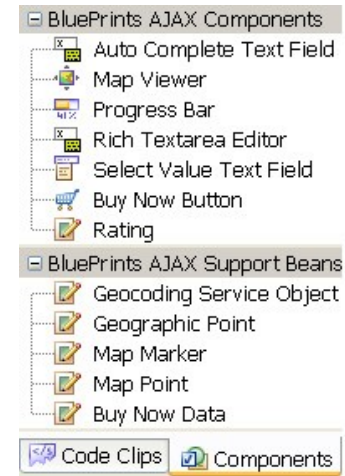 BluePrints AJAX Components
Auto Complete Text Field
Map Viewer
Progress Bar
Rich Textarea Editor
Select Value Text Field
Buy Now Button
Rating
BluePrints AJAX Support Beans
Geocoding Service Object
Geographic Point
Map Marker
Map Point
Buy Now Data
Code Clips Components